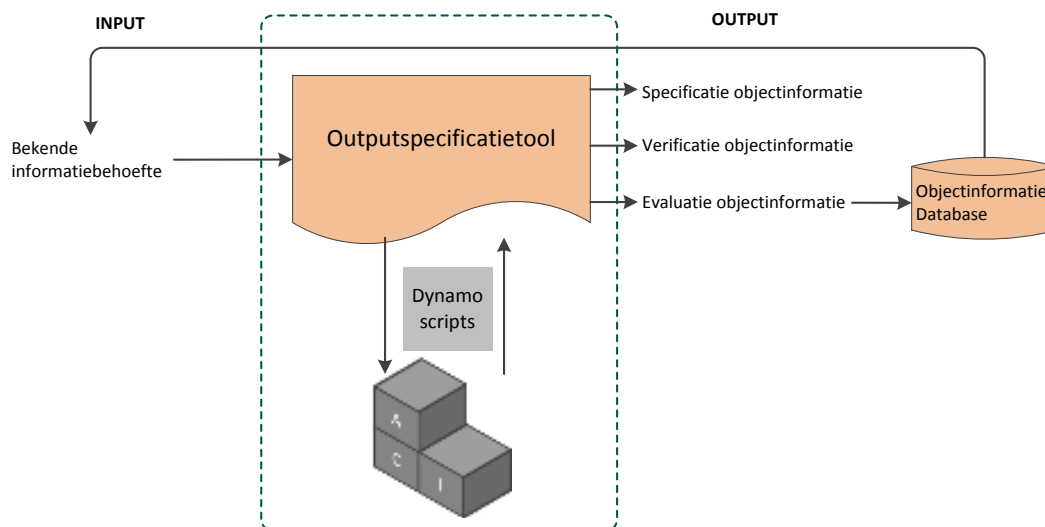 INPUT
OUTPUT
Outputspecificatietool
Specificatie objectinformatie
Verificatie objectinformatie
Evaluatie objectinformatie
Bekende
informatiebehoefte
Objectinformatie
Database
Dynamo
scripts
A
C
I